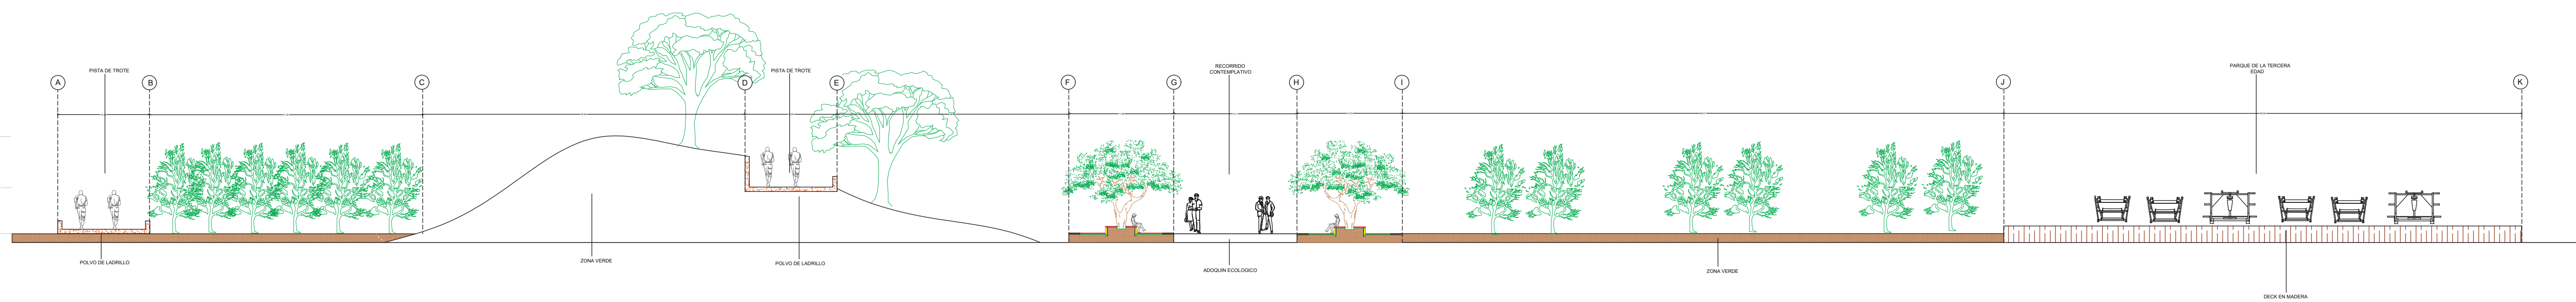 RECORRIDO
CONTEMPLATIVO
PARQUE DE LA TERCERA
EDAD
PISTA DE TROTE
PISTA DE TROTE
A
B
C
D
E
F
G
H
I
J
K
POLVO DE LADRILLO
ZONA VERDE
POLVO DE LADRILLO
ADOQUIN ECOLOGICO
ZONA VERDE
DECK EN MADERA